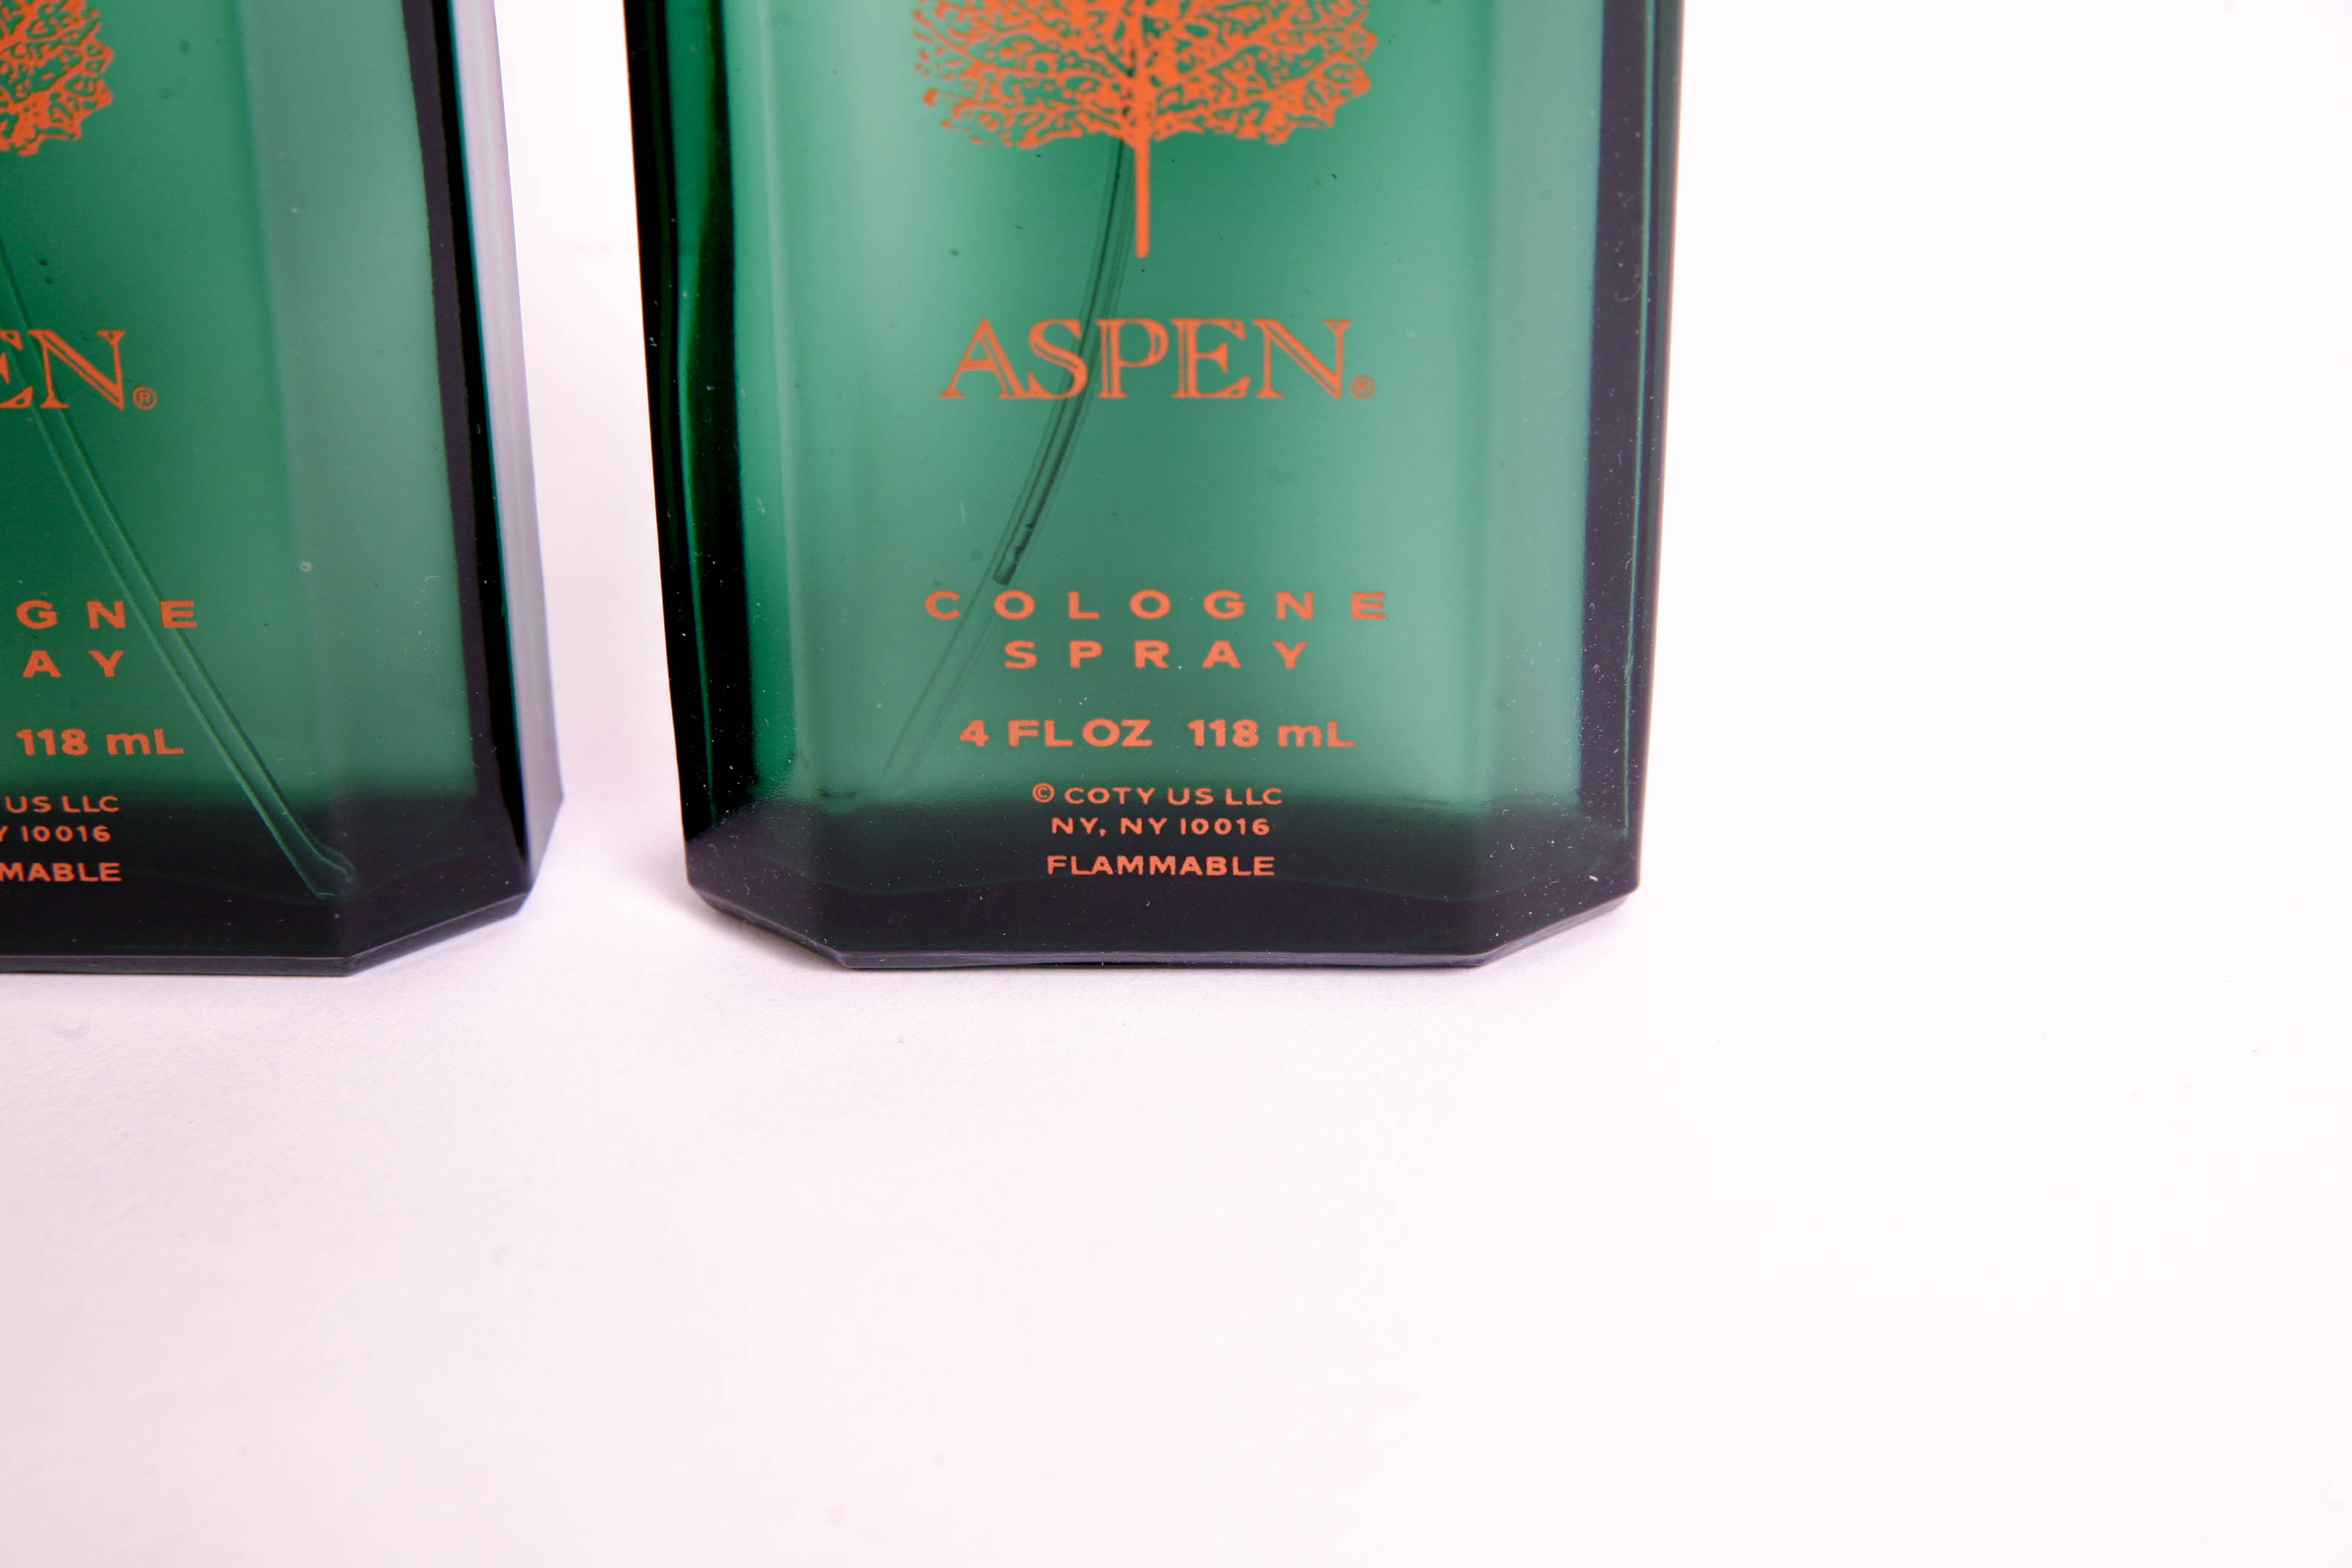 EN®
GNE
AY
118 mL
US LLC
Y 10016
MABLE
ASPEN®
COLOGNE
SPRAY
4 FL OZ 118 mL
© COTY US LLC
NY, NY 10016
FLAMMABLE